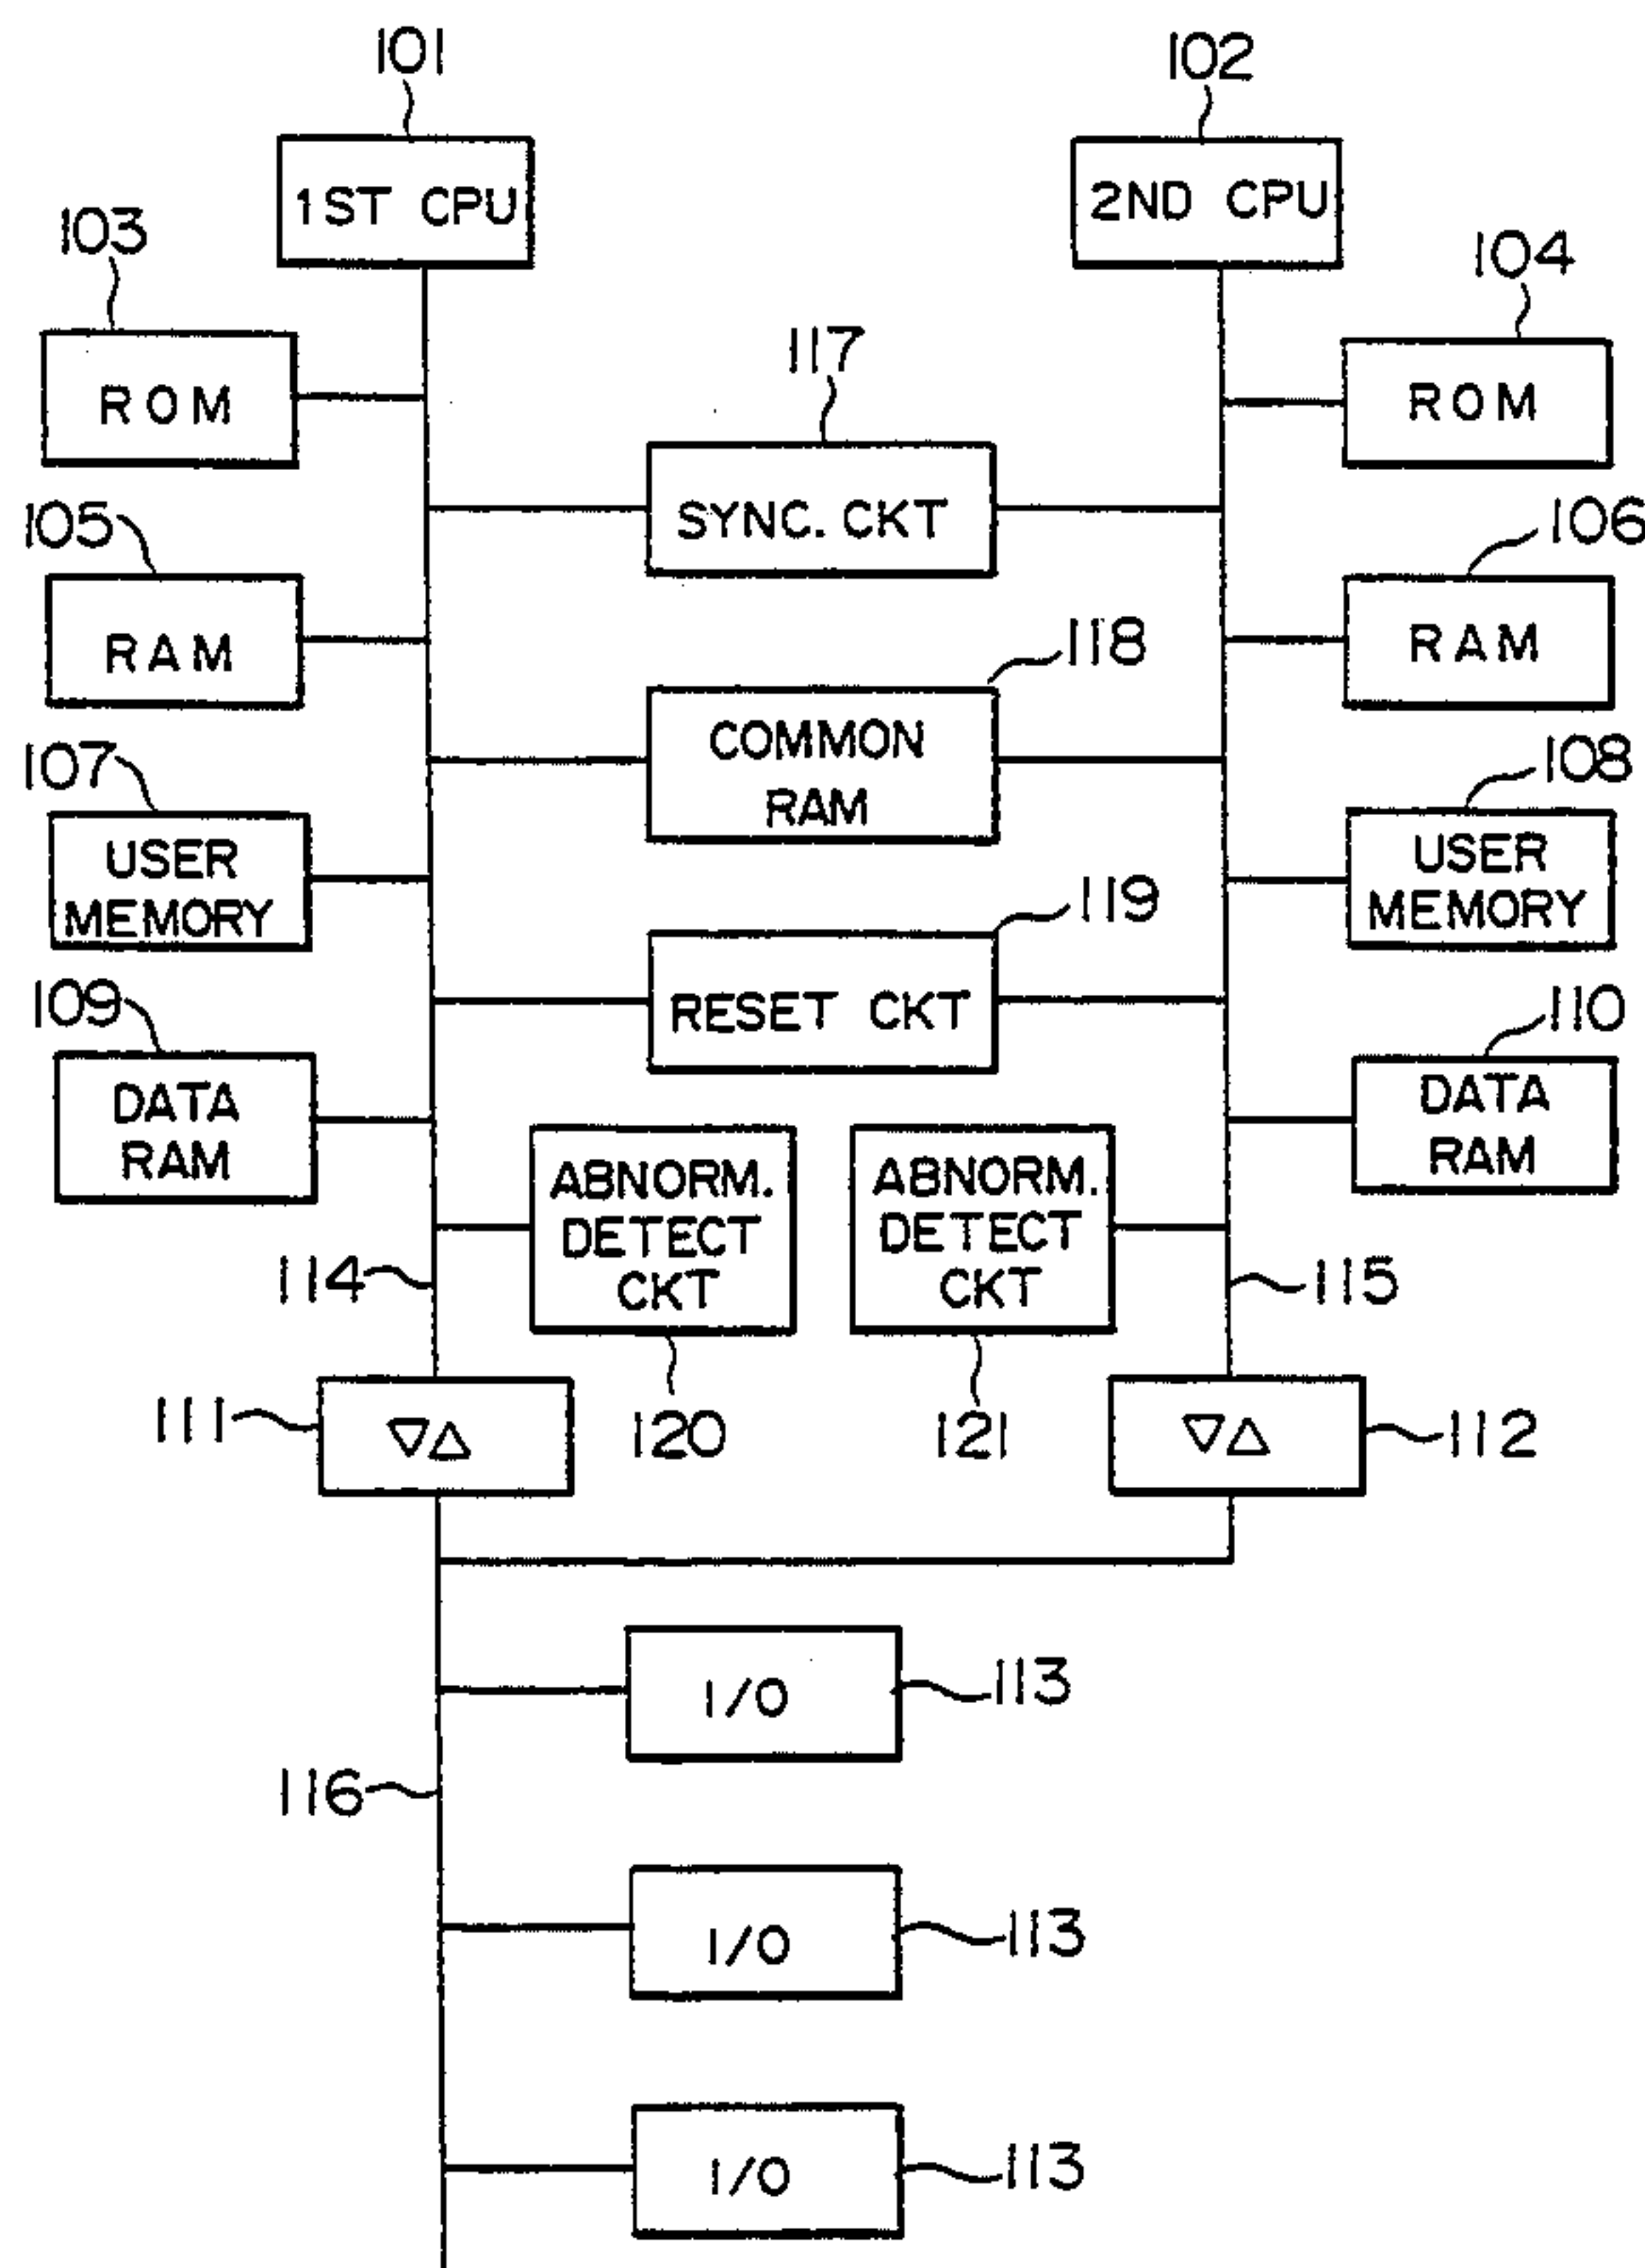 101
102
1ST CPU
2ND CPU
103
104
117
ROM
ROM
SYNC. CKT
105
106
RAM
RAM
118
COMMON
RAM
107
108
USER
MEMORY
USER
MEMORY
119
RESET CKT
109
110
DATA
RAM
DATA
RAM
ABNORM.
DETECT
CKT
ABNORM.
DETECT
CKT
114
115
111
120
121
112
I/O
113
116
I/O
113
I/O
113